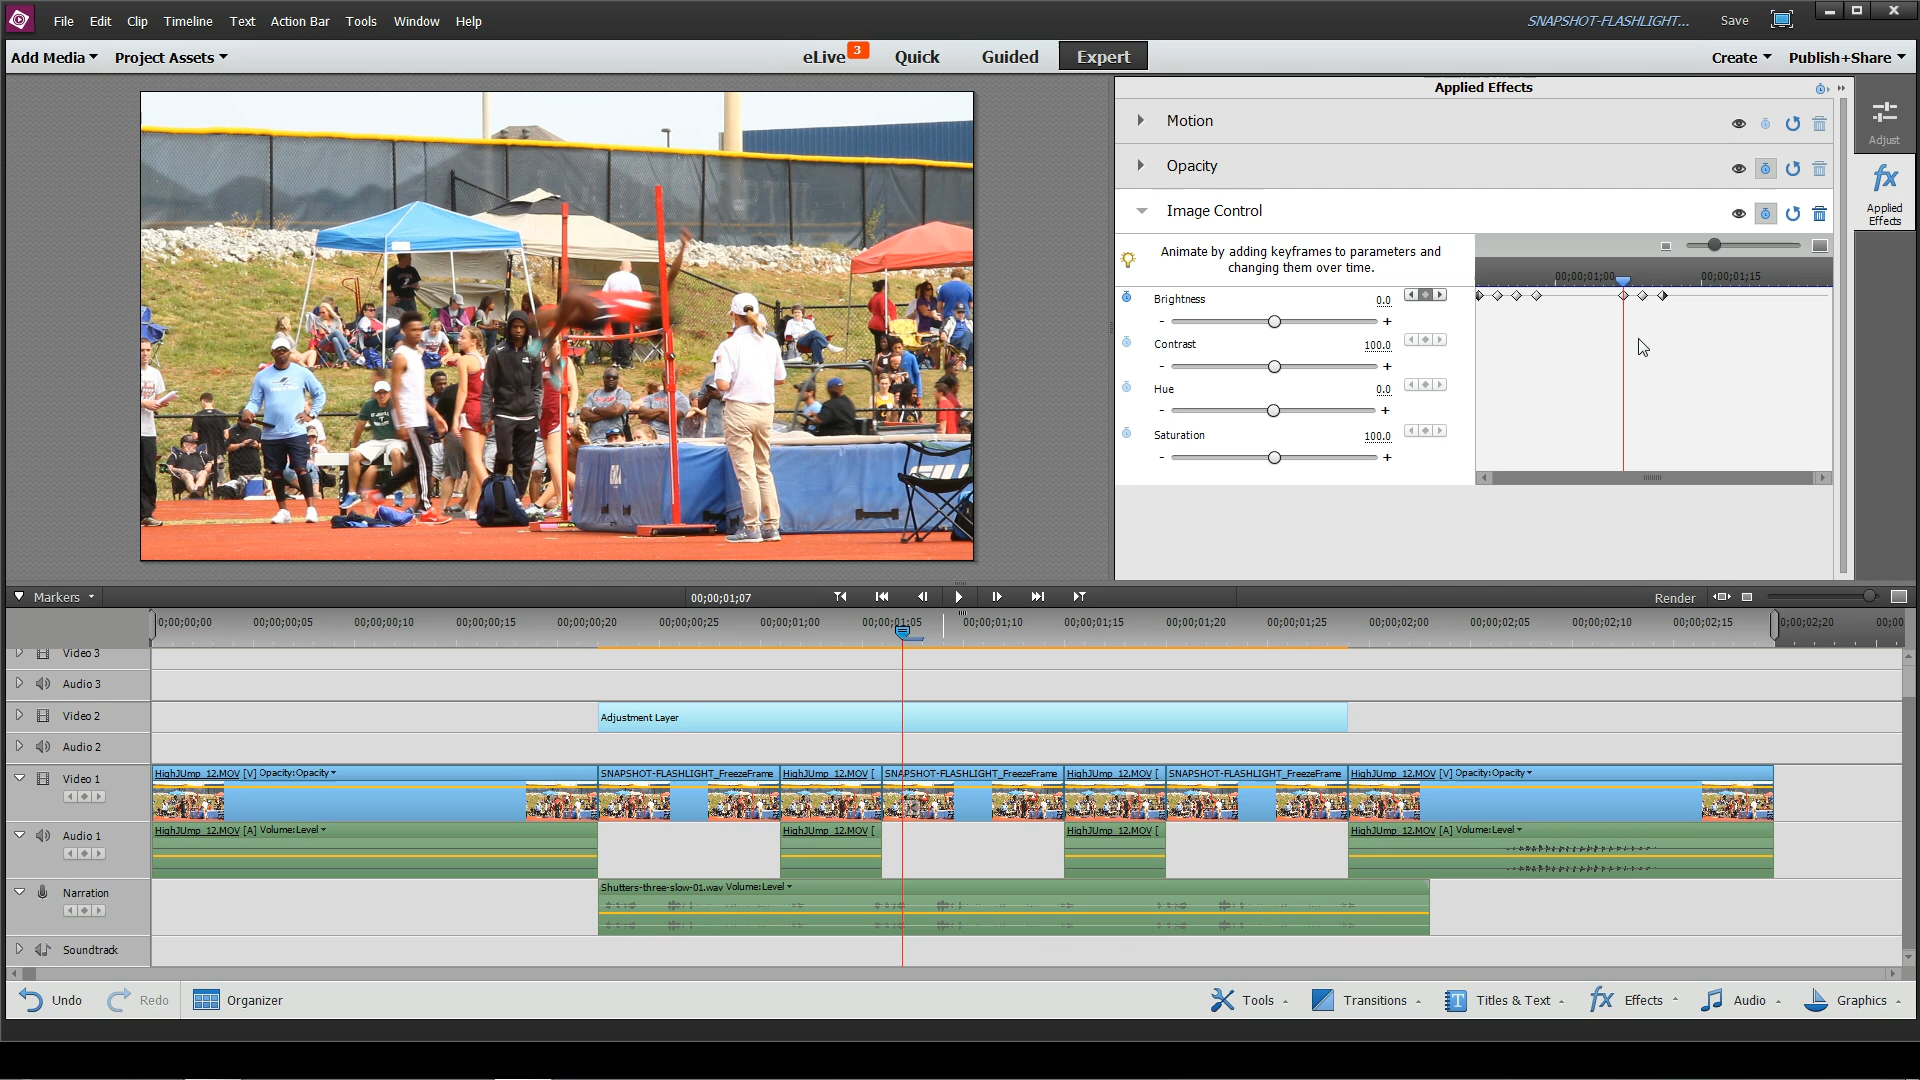 File Edit Clip Timeline Text Action Bar Tools Window Help SNAPSHOT-FLASHLIGHT... Save
Add Media Project Assets eLive 3 Quick Guided Expert Create Publish+Share
Applied Effects
Motion
Adjust
Opacity
Applied
Effects
Image Control
Animate by adding keyframes to parameters and
changing them over time.
00;00;01;00 00;00;01;15
Brightness 0.0
- +
Contrast 100.0
- +
Hue 0.0
- +
Saturation 100.0
- +
Markers 00;00;01;07 Render
0;00;00;00 00;00;00;05 00;00;00;10 00;00;00;15 00;00;00;20 00;00;00;25 00;00;01;00 00;00;01;05 00;00;01;10 00;00;01;15 00;00;01;20 00;00;01;25 00;00;02;00 00;00;02;05 00;00;02;10 00;00;02;15 0;00;02;20 00;00
Video 3
Audio 3
Video 2 Adjustment Layer
Audio 2
Video 1 HighJUmp_12.MOV [V] Opacity:Opacity SNAPSHOT-FLASHLIGHT_FreezeFrame HighJUmp_12.MOV [ SNAPSHOT-FLASHLIGHT_FreezeFrame HighJUmp_12.MOV [ SNAPSHOT-FLASHLIGHT_FreezeFrame HighJUmp_12.MOV [V] Opacity:Opacity
Audio 1 HighJUmp_12.MOV [A] Volume:Level HighJUmp_12.MOV [ HighJUmp_12.MOV [ HighJUmp_12.MOV [A] Volume:Level
Narration Shutters-three-slow-01.wav Volume:Level
Soundtrack
Undo Redo Organizer Tools Transitions Titles & Text Effects Audio Graphics